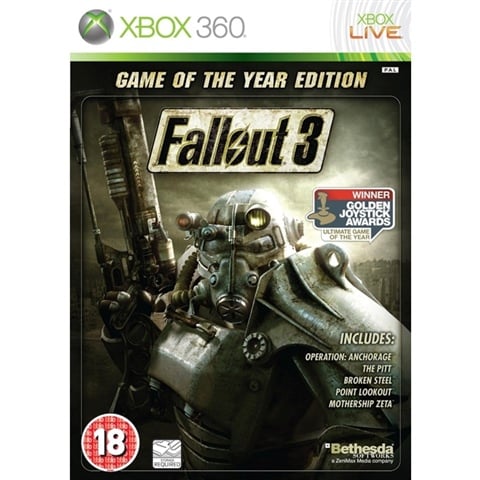 XBOX 360.
XBOX
LIVE
GAME OF THE YEAR EDITION
PAL
Fallout 3
WINNER
GOLDEN
JOYSTICK
AWARDS
ULTIMATE GAME
OF THE YEAR
INCLUDES:
OPERATION: ANCHORAGE
THE PITT
BROKEN STEEL
POINT LOOKOUT
MOTHERSHIP ZETA
18
REQUIRED
Bethesda
SOFTWORKS
a ZeniMax Media company